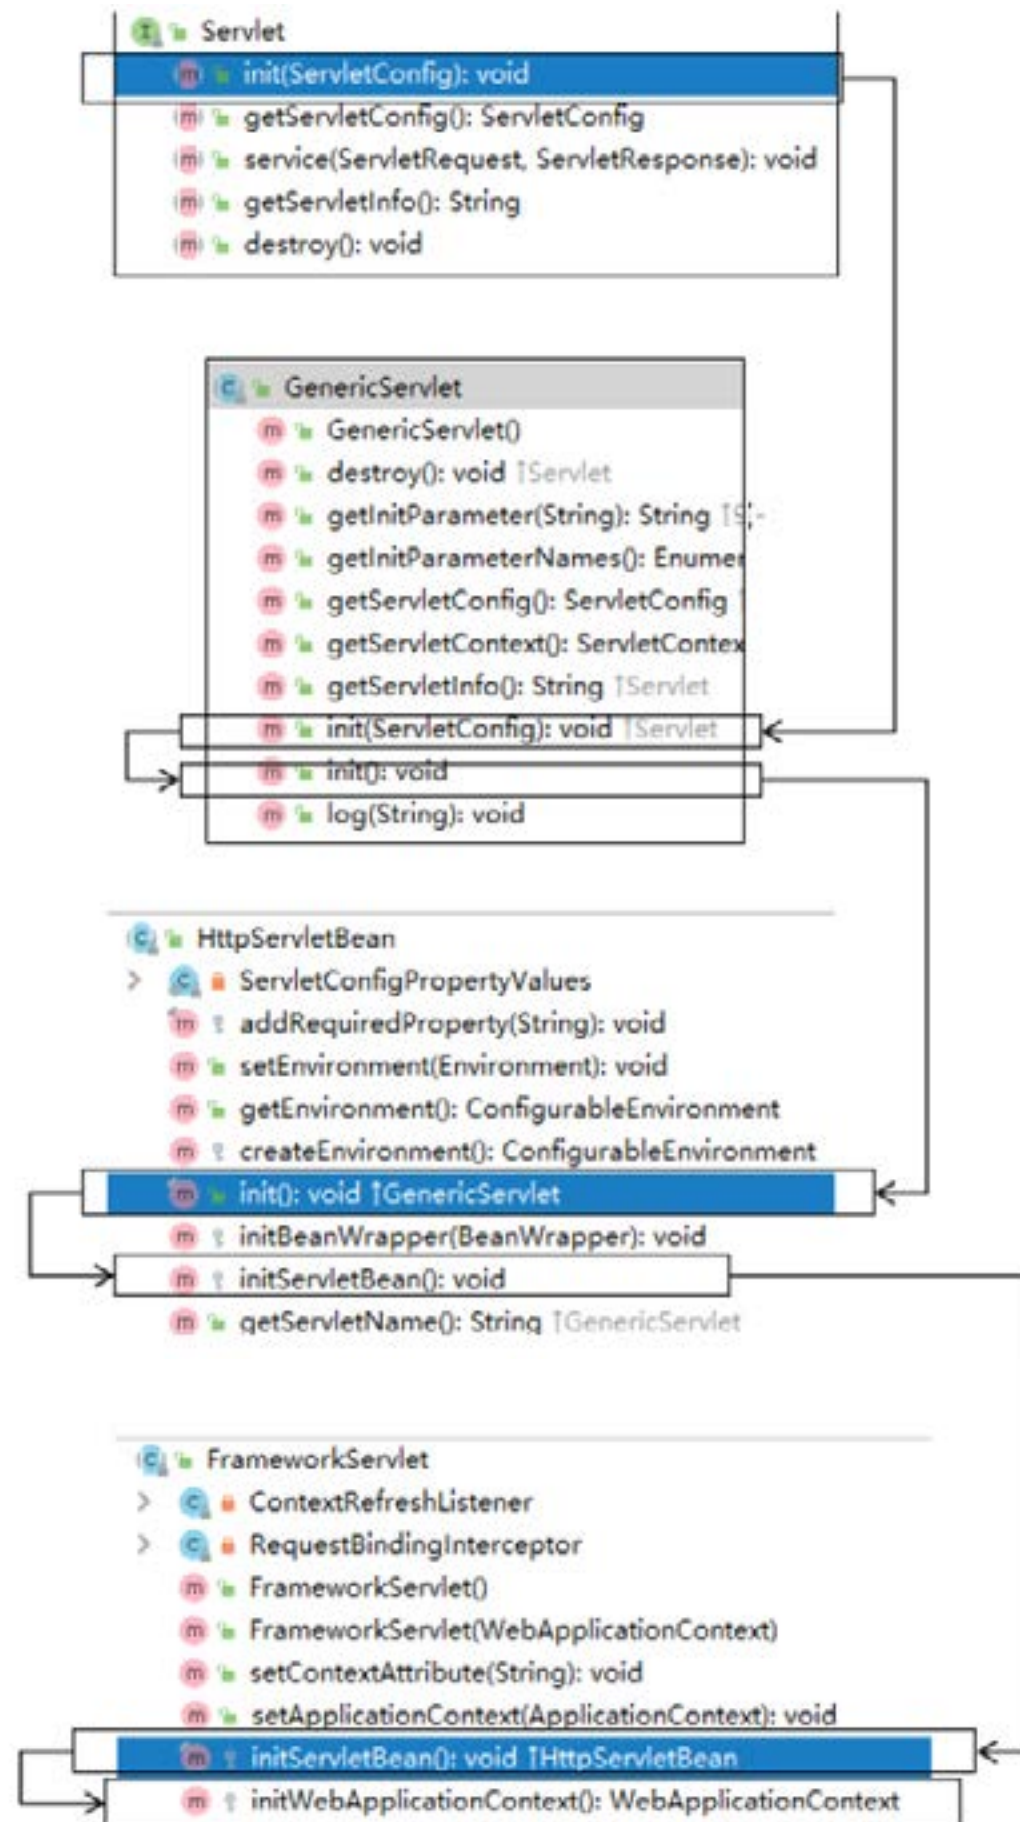 Servlet
init(ServletConfig): void
getServletConfig(): ServletConfig
service(ServletRequest, ServletResponse): void
getServletInfo(): String
destroy(): void
GenericServlet
GenericServlet()
destroy(): void ↑Servlet
getInitParameter(String): String ↑S
getInitParameterNames(): Enumer
getServletConfig(): ServletConfig
getServletContext(): ServletContex
getServletInfo(): String ↑Servlet
init(ServletConfig): void ↑Servlet
init(): void
log(String): void
HttpServletBean
ServletConfigPropertyValues
addRequiredProperty(String): void
setEnvironment(Environment): void
getEnvironment(): ConfigurableEnvironment
createEnvironment(): ConfigurableEnvironment
init(): void ↑GenericServlet
initBeanWrapper(BeanWrapper): void
initServletBean(): void
getServletName(): String ↑GenericServlet
FrameworkServlet
ContextRefreshListener
RequestBindingInterceptor
FrameworkServlet()
FrameworkServlet(WebApplicationContext)
setContextAttribute(String): void
setApplicationContext(ApplicationContext): void
initServletBean(): void ↑HttpServletBean
initWebApplicationContext(): WebApplicationContext